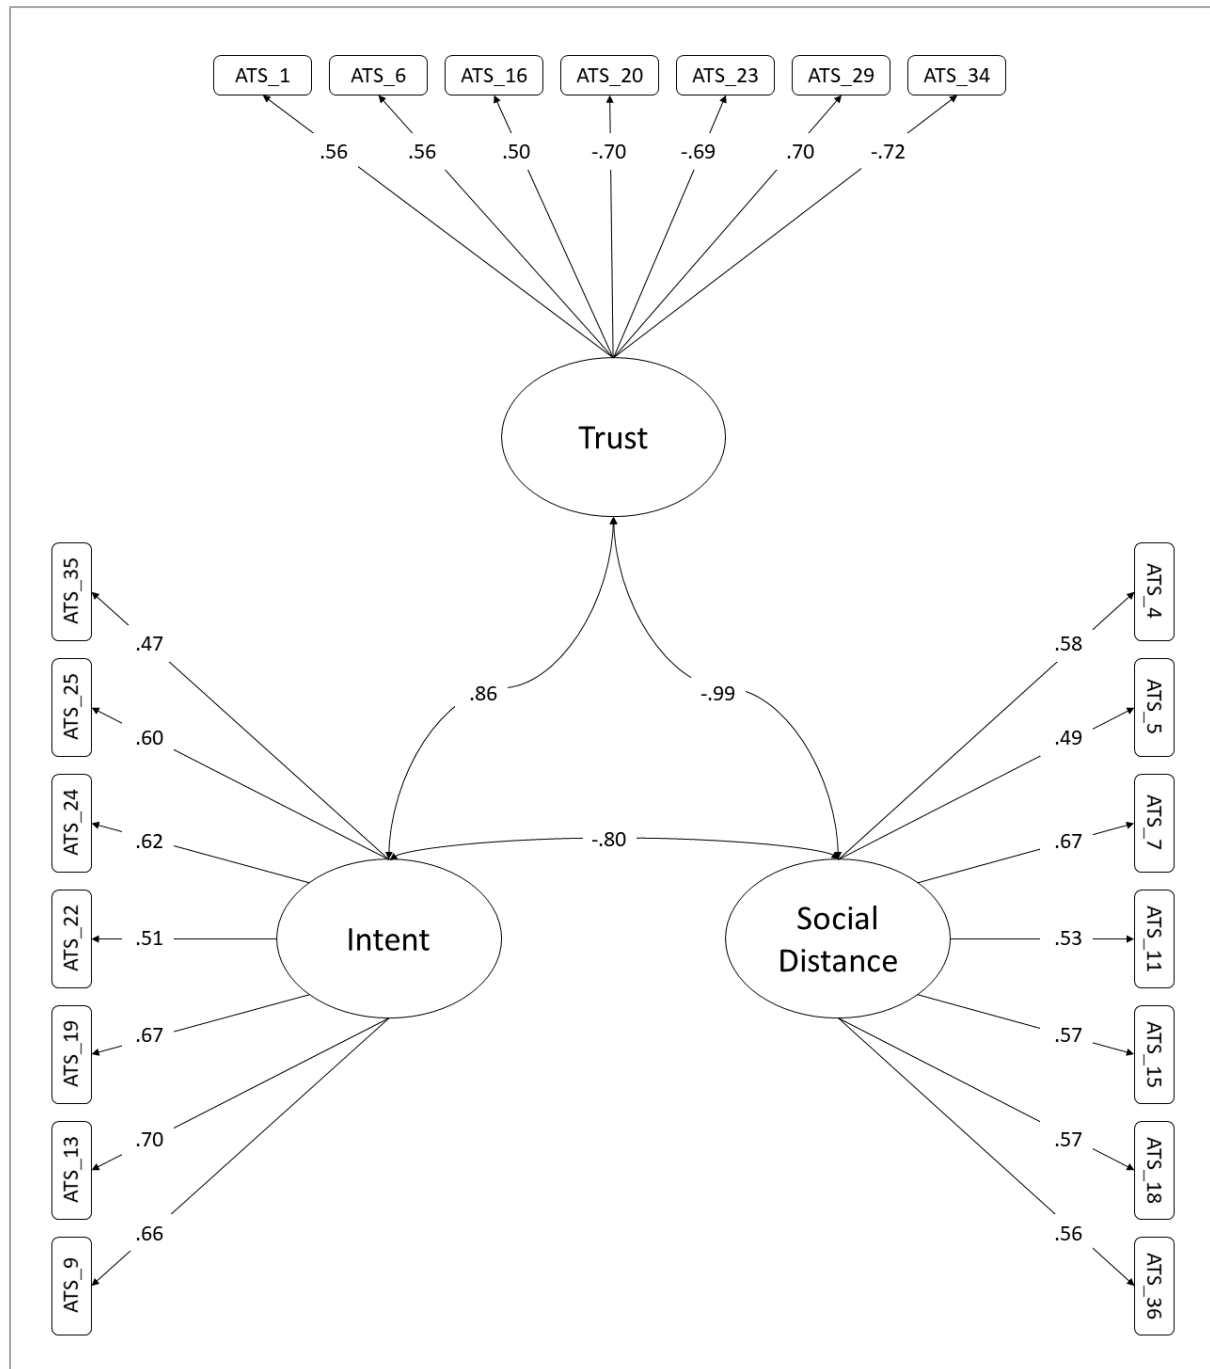 ATS_1 ATS_6 ATS_16 ATS_20 ATS_23 ATS_29 ATS_34
.56 .56 .50 -.70 -.69 .70 -.72
Trust
ATS_35
ATS_25
ATS_24
ATS_22
ATS_19
ATS_13
ATS_9
.47
.60
.62
.51
.67
.70
.66
.86
-.99
-.80
Intent
Social
Distance
.58
.49
.67
.53
.57
.57
.56
ATS_4
ATS_5
ATS_7
ATS_11
ATS_15
ATS_18
ATS_36